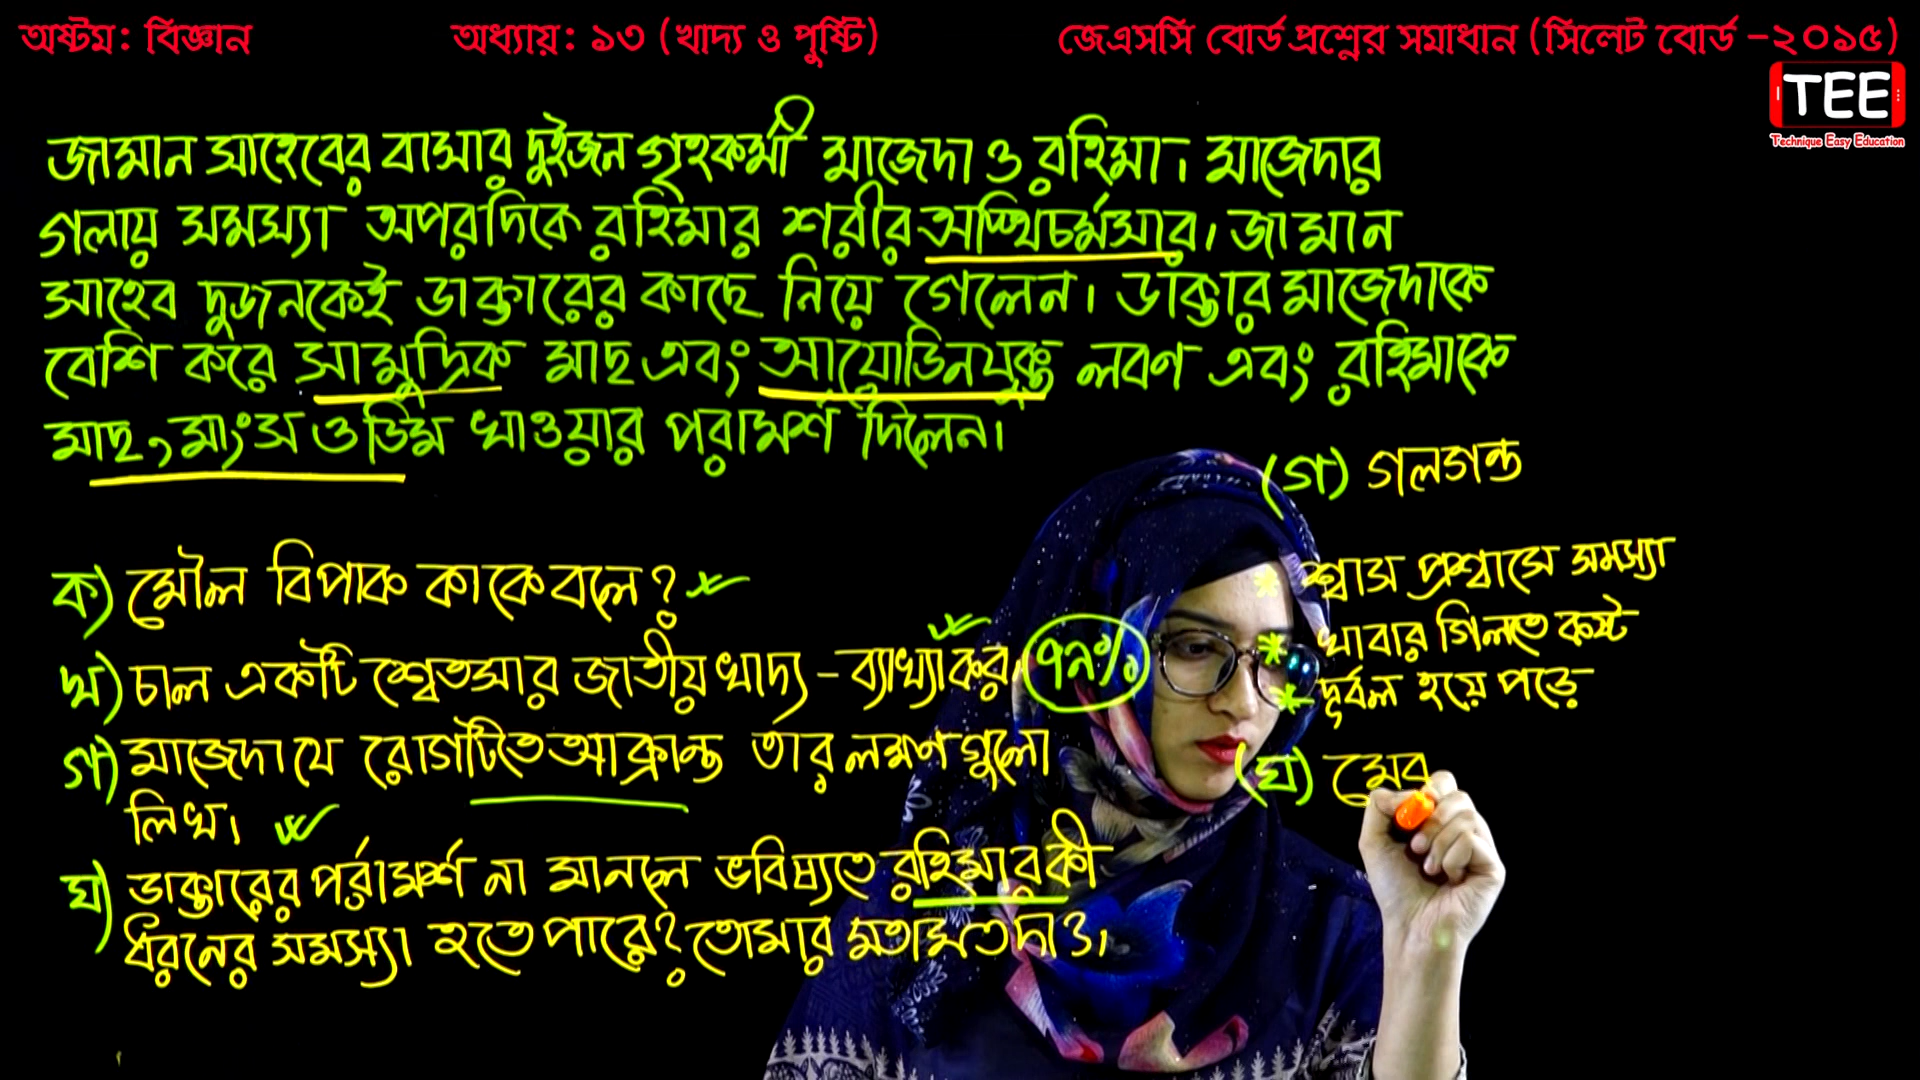 অষ্টম: বিজ্ঞান
অধ্যায়: ১৩ (খাদ্য ও পুষ্টি)
জেএসসি বোর্ড প্রশ্নের সমাধান (সিলেট বোর্ড -২০১৫)
TEE
Technique Easy Education
জামান সাহেবের বাসার দুইজন গৃহকর্মী মাজেদা ও রহিমা। মাজেদার
গলায় সমস্যা অপরদিকে রহিমার শরীর অস্থিচর্মসার। জামান
সাহেব দুজনকেই ডাক্তারের কাছে নিয়ে গেলেন। ডাক্তার মাজেদাকে
বেশি করে সামুদ্রিক মাছ এবং আয়োডিনযুক্ত লবণ এবং রহিমাকে
মাছ, মাংস ও ডিম খাওয়ার পরামর্শ দিলেন।
ক) মৌল বিপাক কাকে বলে?
খ) চাল একটি শ্বেতসার জাতীয় খাদ্য - ব্যাখ্যা কর। ৭৯%
গ) মাজেদা যে রোগটিতে আক্রান্ত তার লক্ষণ গুলো
লিখ।
ঘ) ডাক্তারের পরামর্শ না মানলে ভবিষ্যতে রহিমার কী
ধরনের সমস্যা হতে পারে? তোমার মতামত দাও।
(গ) গলগন্ড
* শ্বাস প্রশ্বাসে সমস্যা
* খাবার গিলতে কষ্ট
* দূর্বল হয়ে পড়ে
(ঘ) মের